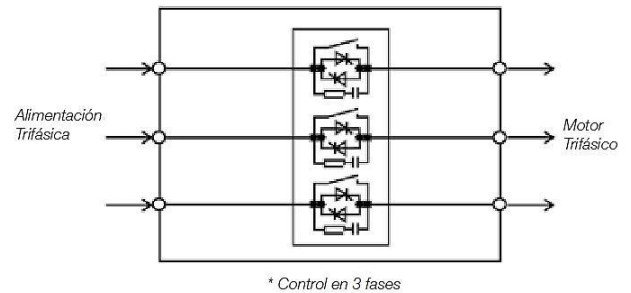 Alimentación
Trifásica
Motor
Trifásico
* Control en 3 fases